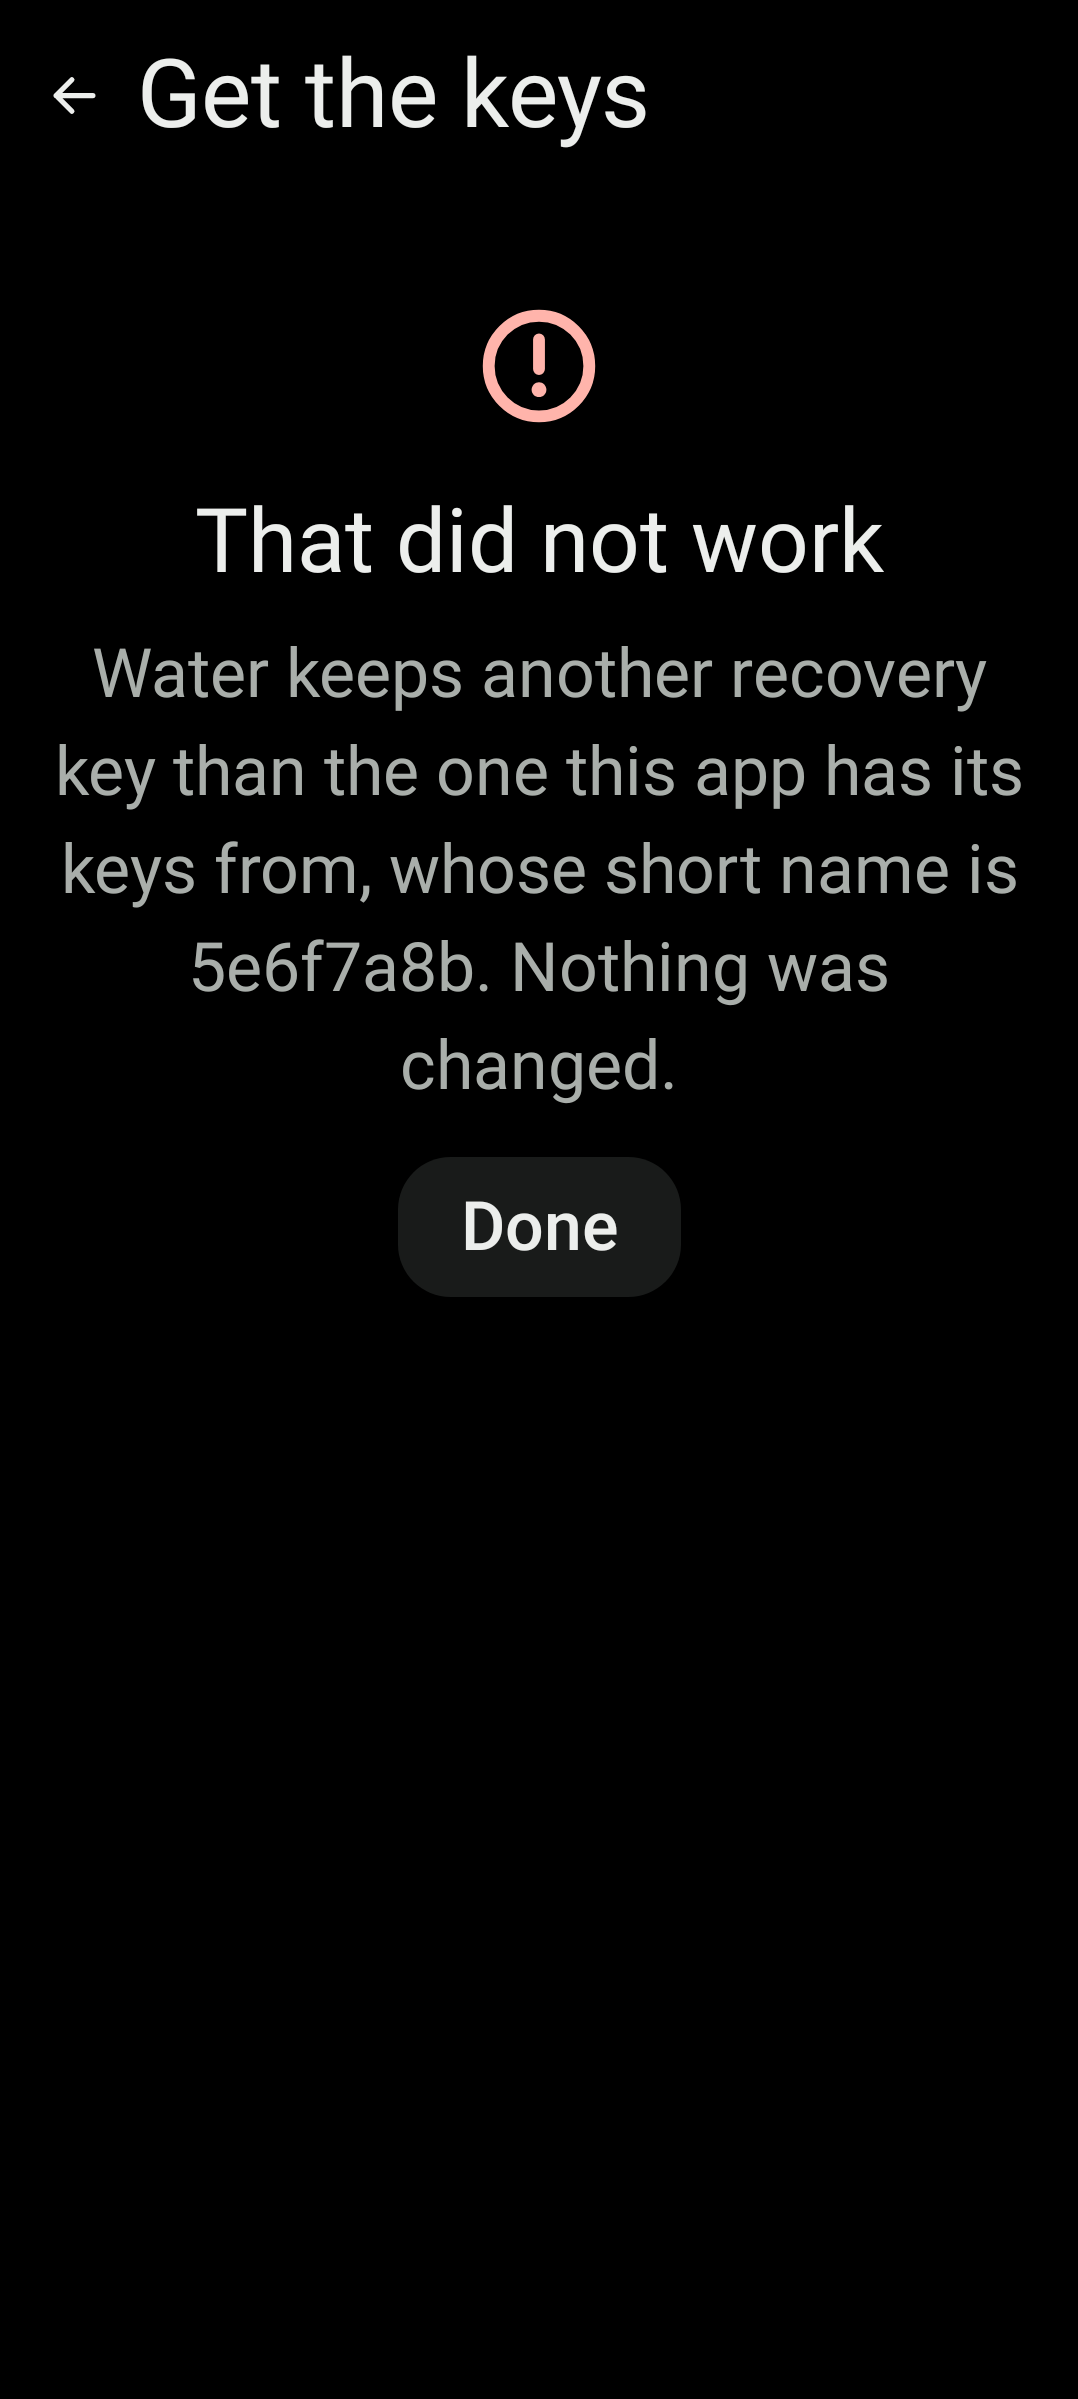 Get the keys
That did not work
Water keeps another recovery
key than the one this app has its
keys from, whose short name is
5e6f7a8b. Nothing was
changed.
Done